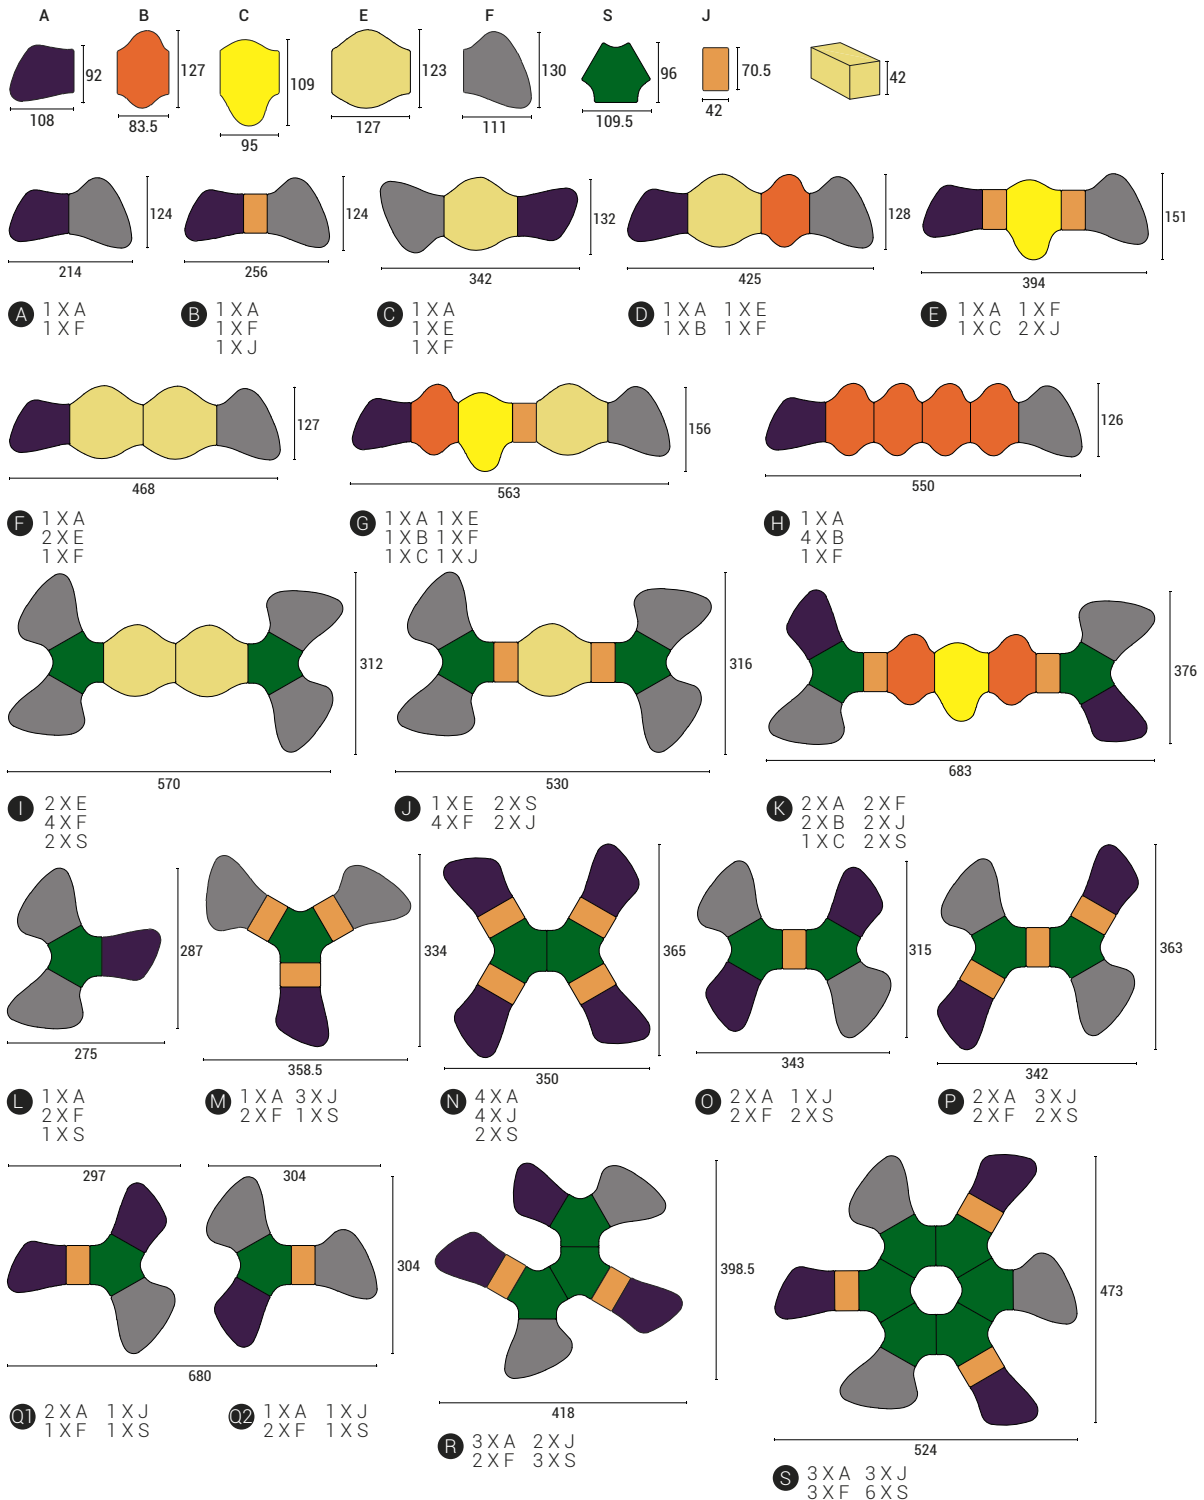 A B C E F S J
92 127 109 123 130 96 70.5 42
108 83.5 95 127 111 109.5 42
124 124 132 128 151
214 256 342 425 394
A 1 X A
1 X F
B 1 X A
1 X F
1 X J
C 1 X A
1 X E
1 X F
D 1 X A 1 X E
1 X B 1 X F
E 1 X A 1 X F
1 X C 2 X J
127 156 126
468 563 550
F 1 X A
2 X E
1 X F
G 1 X A 1 X E
1 X B 1 X F
1 X C 1 X J
H 1 X A
4 X B
1 X F
312 316 376
570 530 683
I 2 X E
4 X F
2 X S
J 1 X E 2 X S
4 X F 2 X J
K 2 X A 2 X F
2 X B 2 X J
1 X C 2 X S
287 334 365 315 363
275 358.5 350 343 342
L 1 X A
2 X F
1 X S
M 1 X A 3 X J
2 X F 1 X S
N 4 X A
4 X J
2 X S
O 2 X A 1 X J
2 X F 2 X S
P 2 X A 3 X J
2 X F 2 X S
297 304
304 398.5 473
680 418 524
Q1 2 X A 1 X J
1 X F 1 X S
Q2 1 X A 1 X J
2 X F 1 X S
R 3 X A 2 X J
2 X F 3 X S
S 3 X A 3 X J
3 X F 6 X S